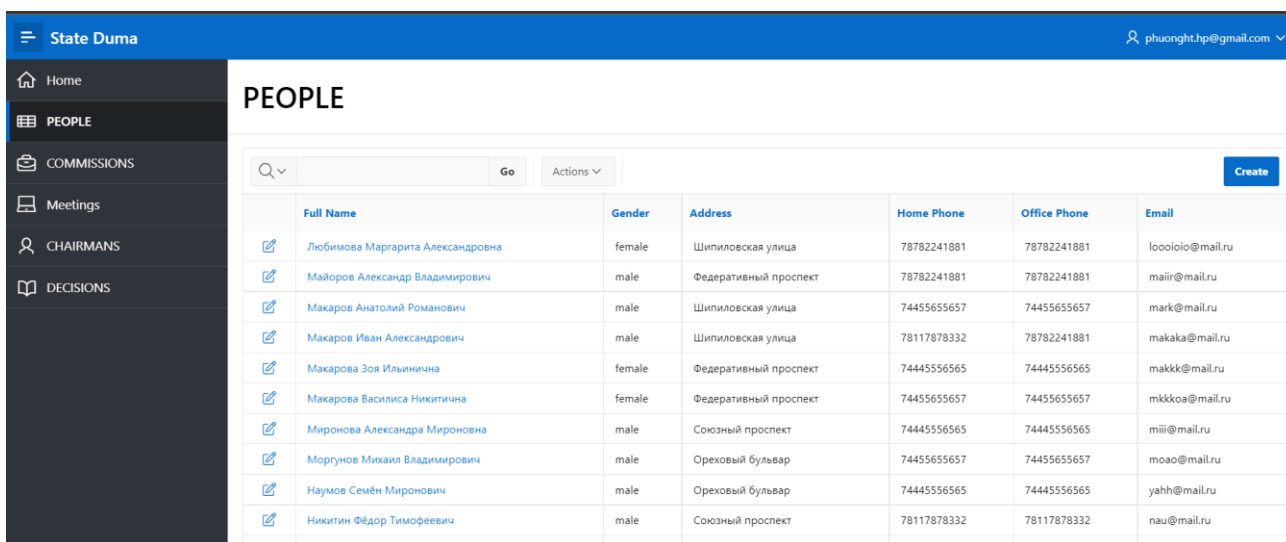 State Duma
phuonght.hp@gmail.com
Home
PEOPLE
COMMISSIONS
Meetings
CHAIRMANS
DECISIONS
PEOPLE
Go Actions Create
Full Name Gender Address Home Phone Office Phone Email
Любимова Маргарита Александровна female Шипиловская улица 78782241881 78782241881 loooioio@mail.ru
Майоров Александр Владимирович male Федеративный проспект 78782241881 78782241881 maiir@mail.ru
Макаров Анатолий Романович male Шипиловская улица 74455655657 74455655657 mark@mail.ru
Макаров Иван Александрович male Шипиловская улица 78117878332 78782241881 makaka@mail.ru
Макарова Зоя Ильинична female Федеративный проспект 74445556565 74445556565 makkk@mail.ru
Макарова Василиса Никитична female Федеративный проспект 74455655657 74455655657 mkkkoa@mail.ru
Миронова Александра Мироновна male Союзный проспект 74445556565 74445556565 miii@mail.ru
Моргунов Михаил Владимирович male Ореховый бульвар 74455655657 74455655657 moao@mail.ru
Наумов Семён Миронович male Ореховый бульвар 74445556565 74445556565 yahh@mail.ru
Никитин Фёдор Тимофеевич male Союзный проспект 78117878332 78117878332 nau@mail.ru